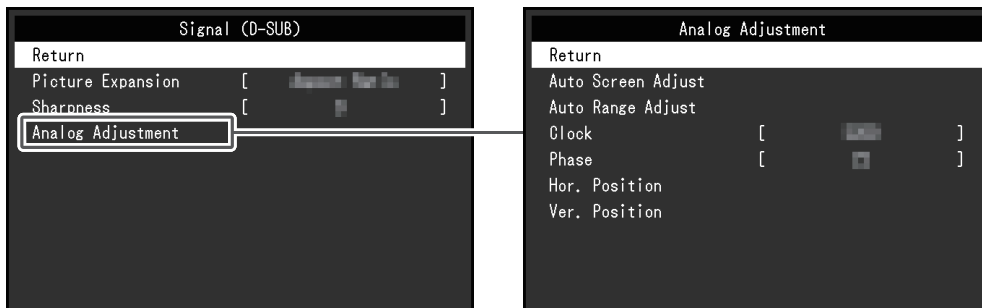 Signal (D-SUB)
Return
Picture Expansion [ ]
Sharpness [ ]
Analog Adjustment
Analog Adjustment
Return
Auto Screen Adjust
Auto Range Adjust
Clock [ ]
Phase [ ]
Hor. Position
Ver. Position